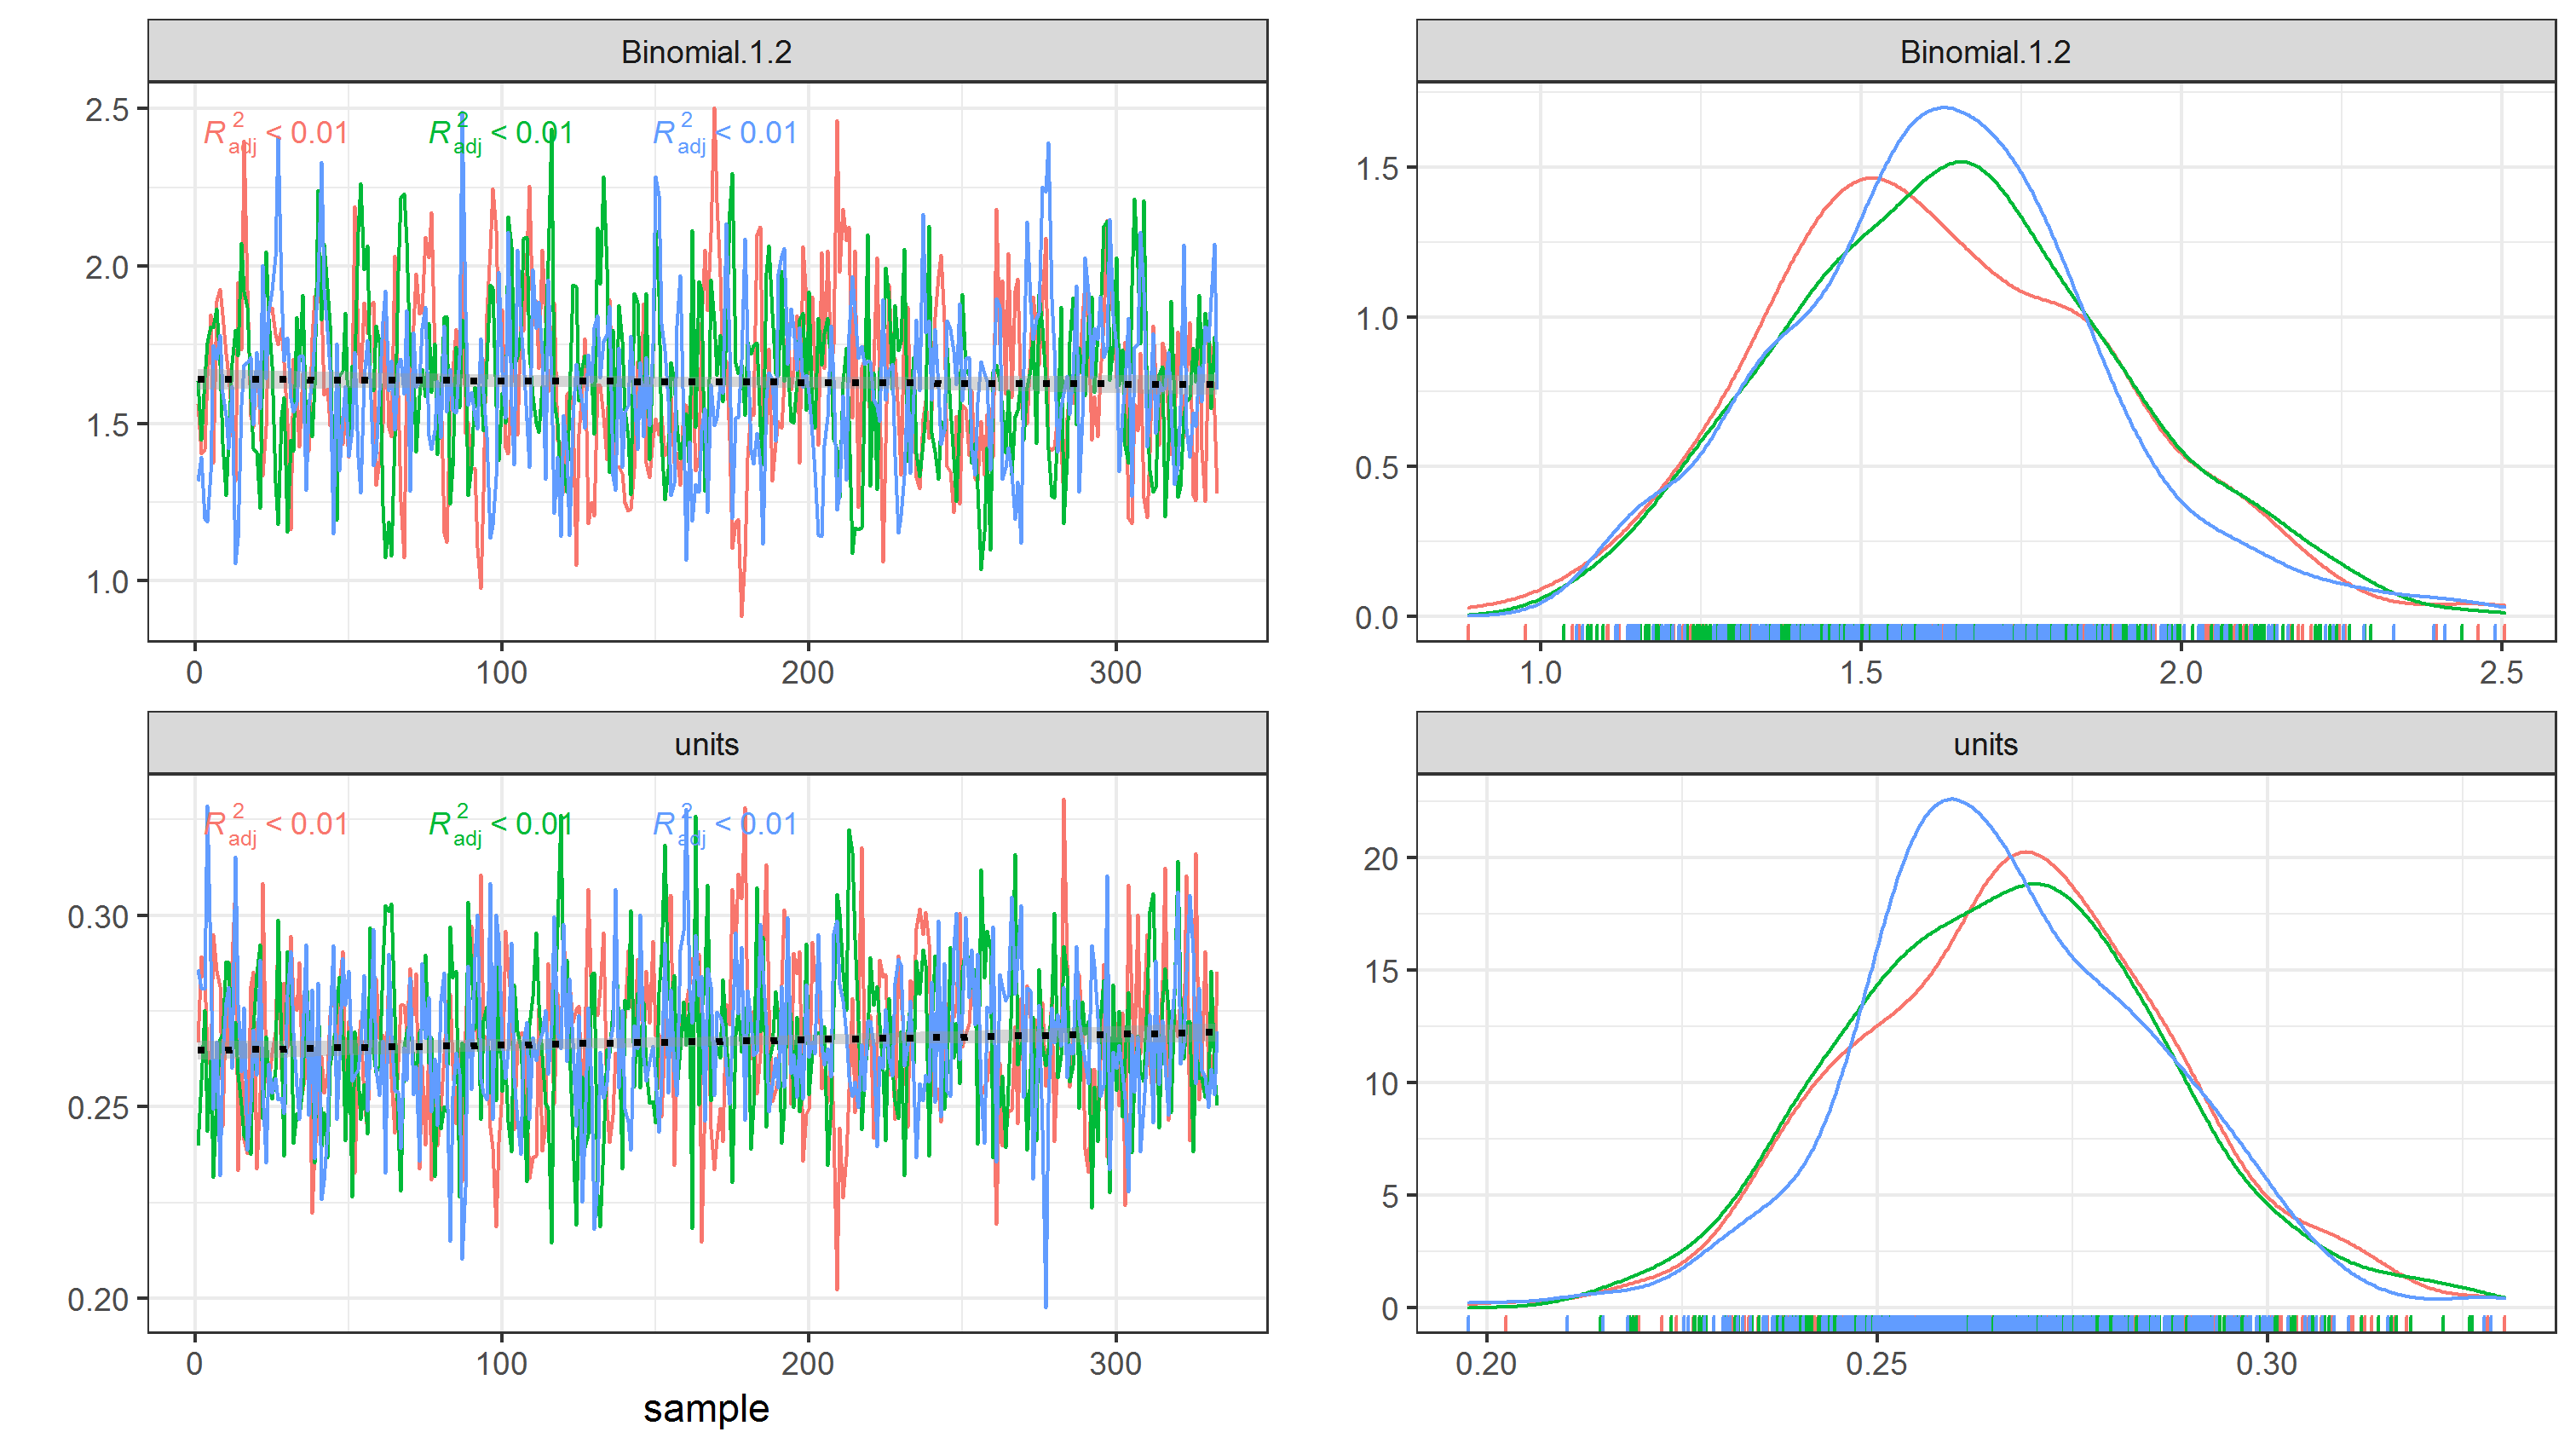 Binomial.1.2
2.5
2.0
1.5
1.0
R²adj < 0.01
R²adj < 0.01
R²adj < 0.01
0 100 200 300
Binomial.1.2
1.5
1.0
0.5
0.0
1.0 1.5 2.0 2.5
units
0.30
0.25
0.20
R²adj < 0.01
R²adj < 0.01
R²adj < 0.01
0 100 200 300
sample
units
20
15
10
5
0
0.20 0.25 0.30